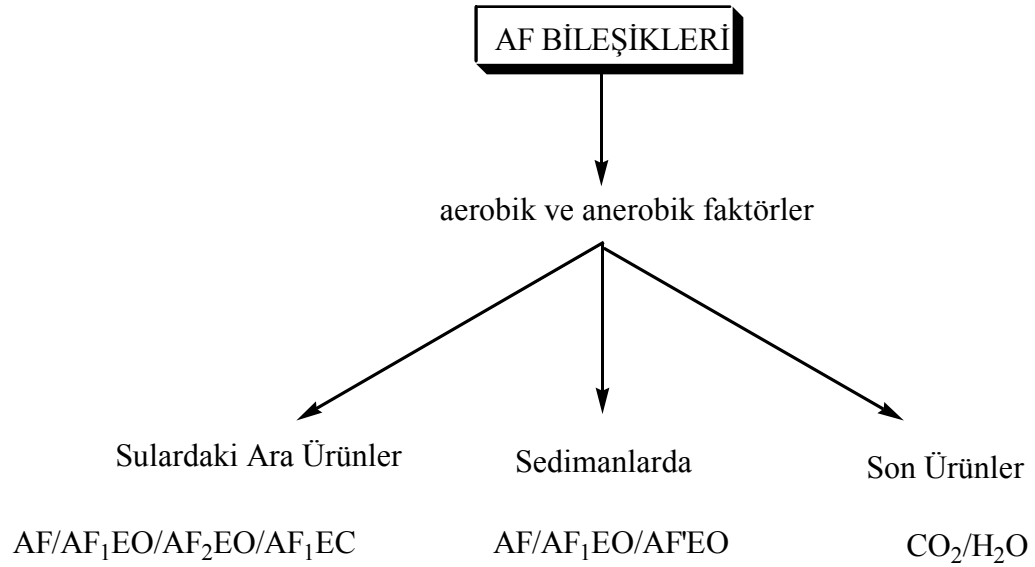 AF BİLEŞİKLERİ
aerobik ve anerobik faktörler
Sulardaki Ara Ürünler
Sedimanlarda
Son Ürünler
AF/AF₁EO/AF₂EO/AF₁EC
AF/AF₁EO/AF'EO
CO₂/H₂O